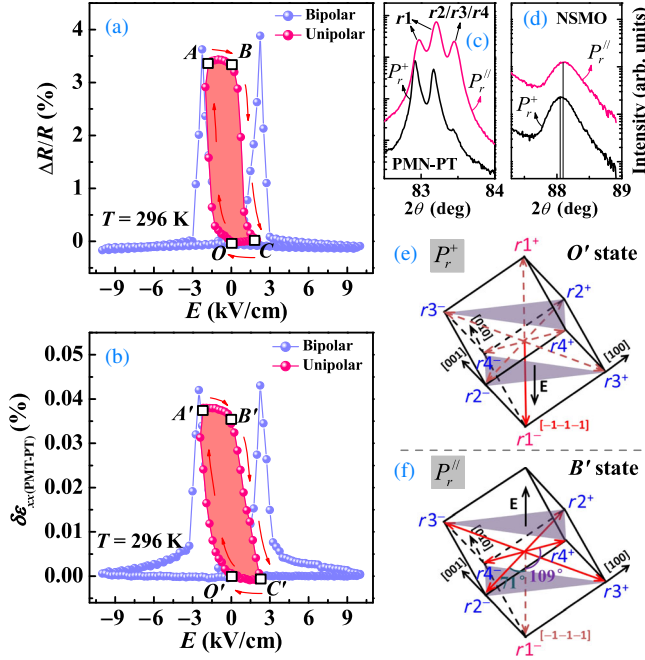 (a)
Bipolar
Unipolar
A
B
4
3
2
1
0
ΔR/R (%)
T = 296 K
O
C
−9 −6 −3 0 3 6 9
E (kV/cm)
(b)
Bipolar
Unipolar
A′
B′
0.05
0.04
0.03
0.02
0.01
0.00
δε_xx(PMT-PT) (%)
T = 296 K
O′
C′
−9 −6 −3 0 3 6 9
E (kV/cm)
r2/r3/r4
r1
(c)
P_r^+
P_r^//
PMN-PT
83 84
2θ (deg)
(d) NSMO
P_r^//
P_r^+
88 89
2θ (deg)
Intensity (arb. units)
(e) P_r^+ O′ state
r1⁺
r3⁻
r2⁺
[010]
[001]
r4⁻
r4⁺
[100]
r2⁻
E
r3⁺
r1⁻ [-1-1-1]
(f) P_r^// B′ state
E
r3⁻
r2⁺
[010]
[001]
r4⁻
r4⁺
[100]
71°
109°
r2⁻
r3⁺
r1⁻ [-1-1-1]